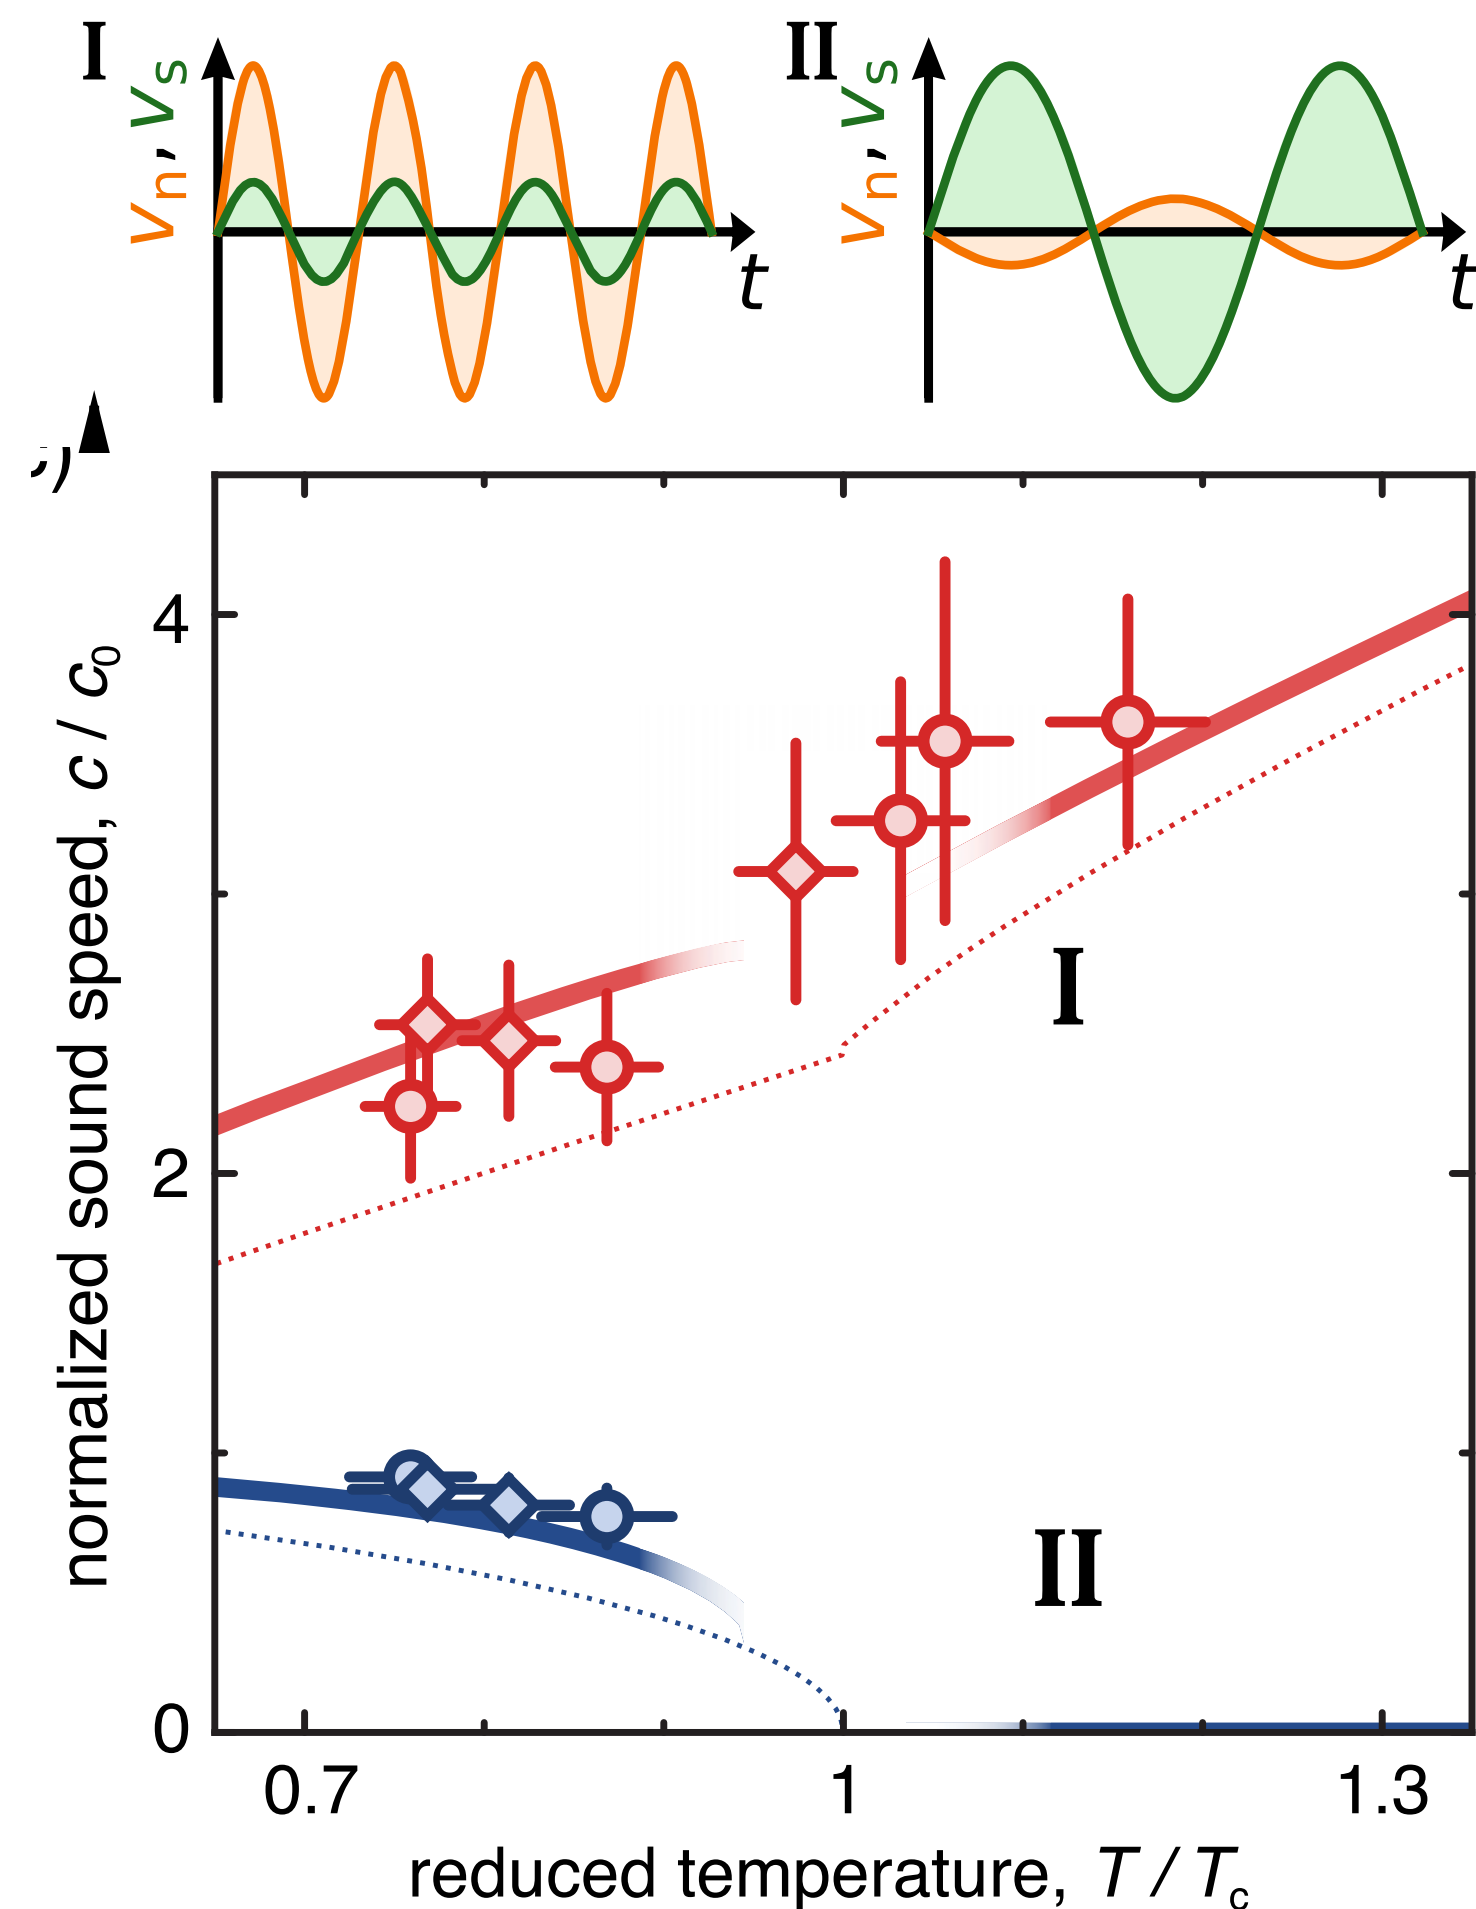 I
vn, vs
t
II
vn, vs
t
normalized sound speed, c / c0
4
2
0
I
II
0.7
1
1.3
reduced temperature, T / Tc